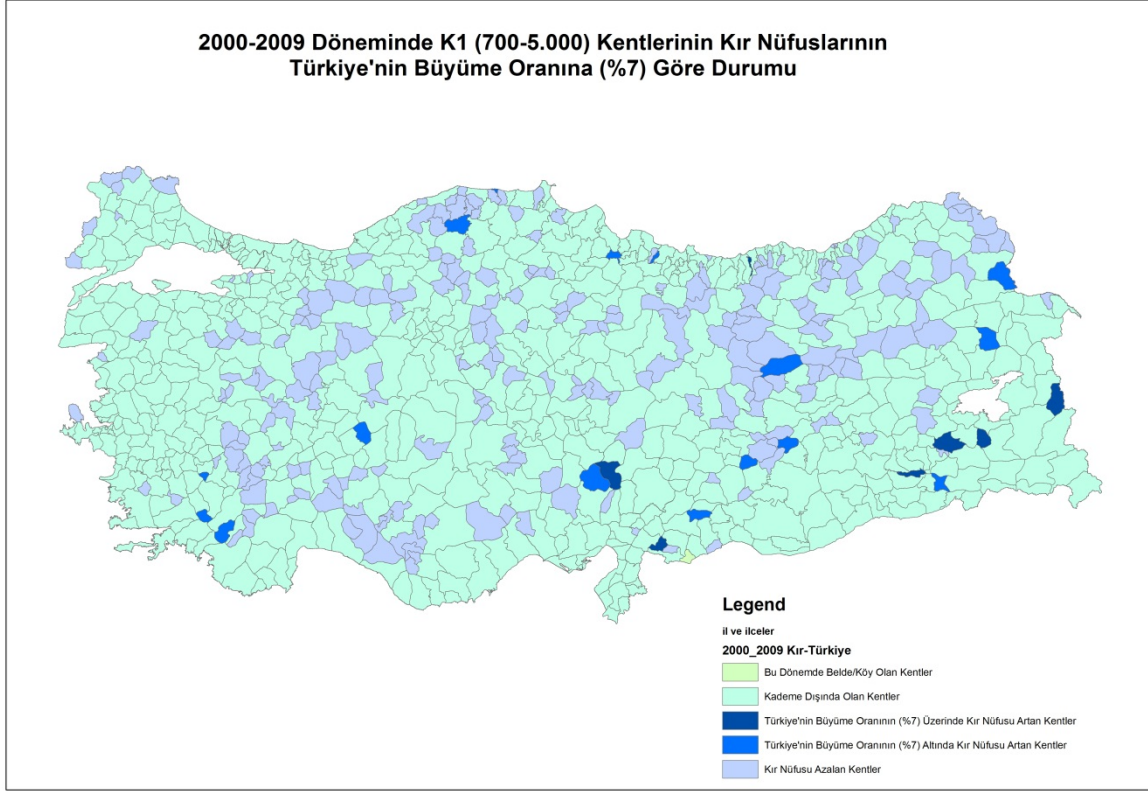 2000-2009 Döneminde K1 (700-5.000) Kentlerinin Kır Nüfuslarının
Türkiye'nin Büyüme Oranına (%7) Göre Durumu
Legend
il ve ilceler
2000_2009 Kır-Türkiye
Bu Dönemde Belde/Köy Olan Kentler
Kademe Dışında Olan Kentler
Türkiye'nin Büyüme Oranının (%7) Üzerinde Kır Nüfusu Artan Kentler
Türkiye'nin Büyüme Oranının (%7) Altında Kır Nüfusu Artan Kentler
Kır Nüfusu Azalan Kentler